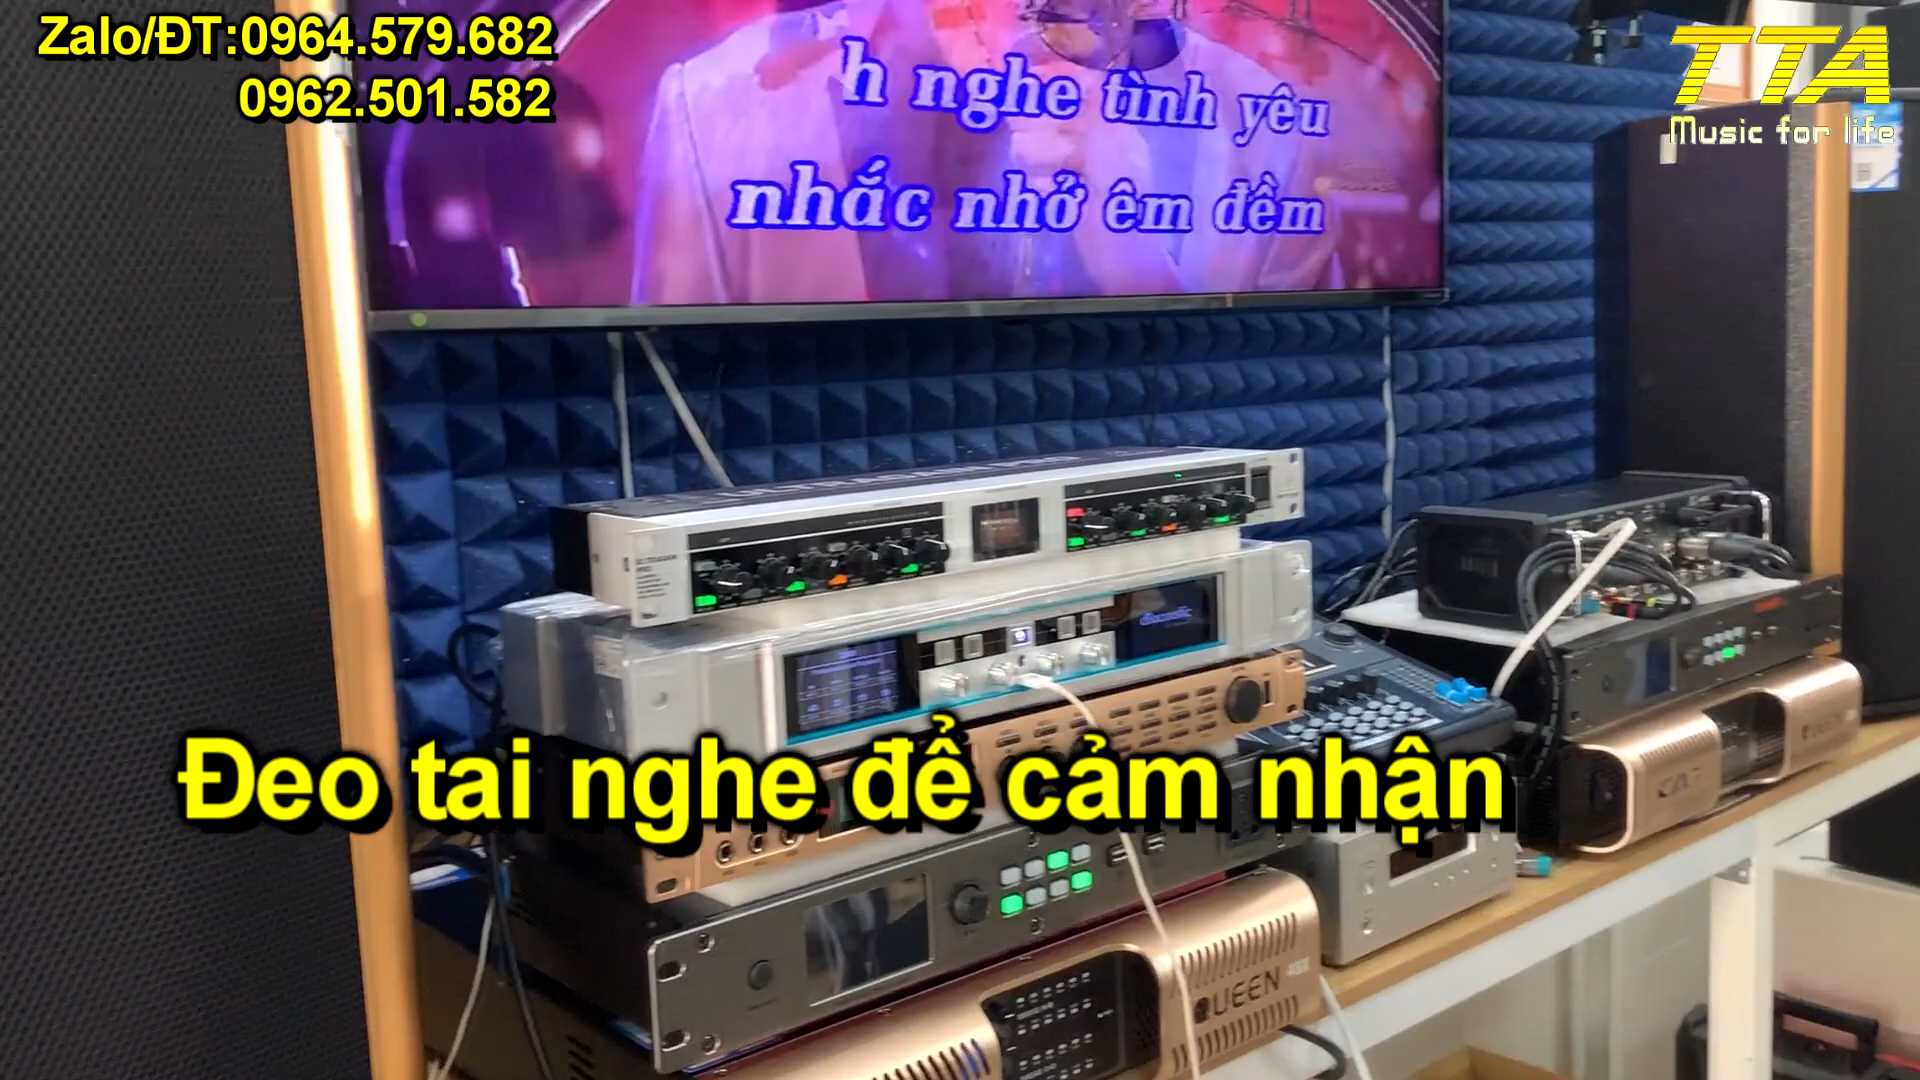 Zalo/ĐT:0964.579.682
0962.501.582
TTA
Music for life
h nghe tình yêu
nhắc nhở êm đềm
Đeo tai nghe để cảm nhận
QUEEN
CAT